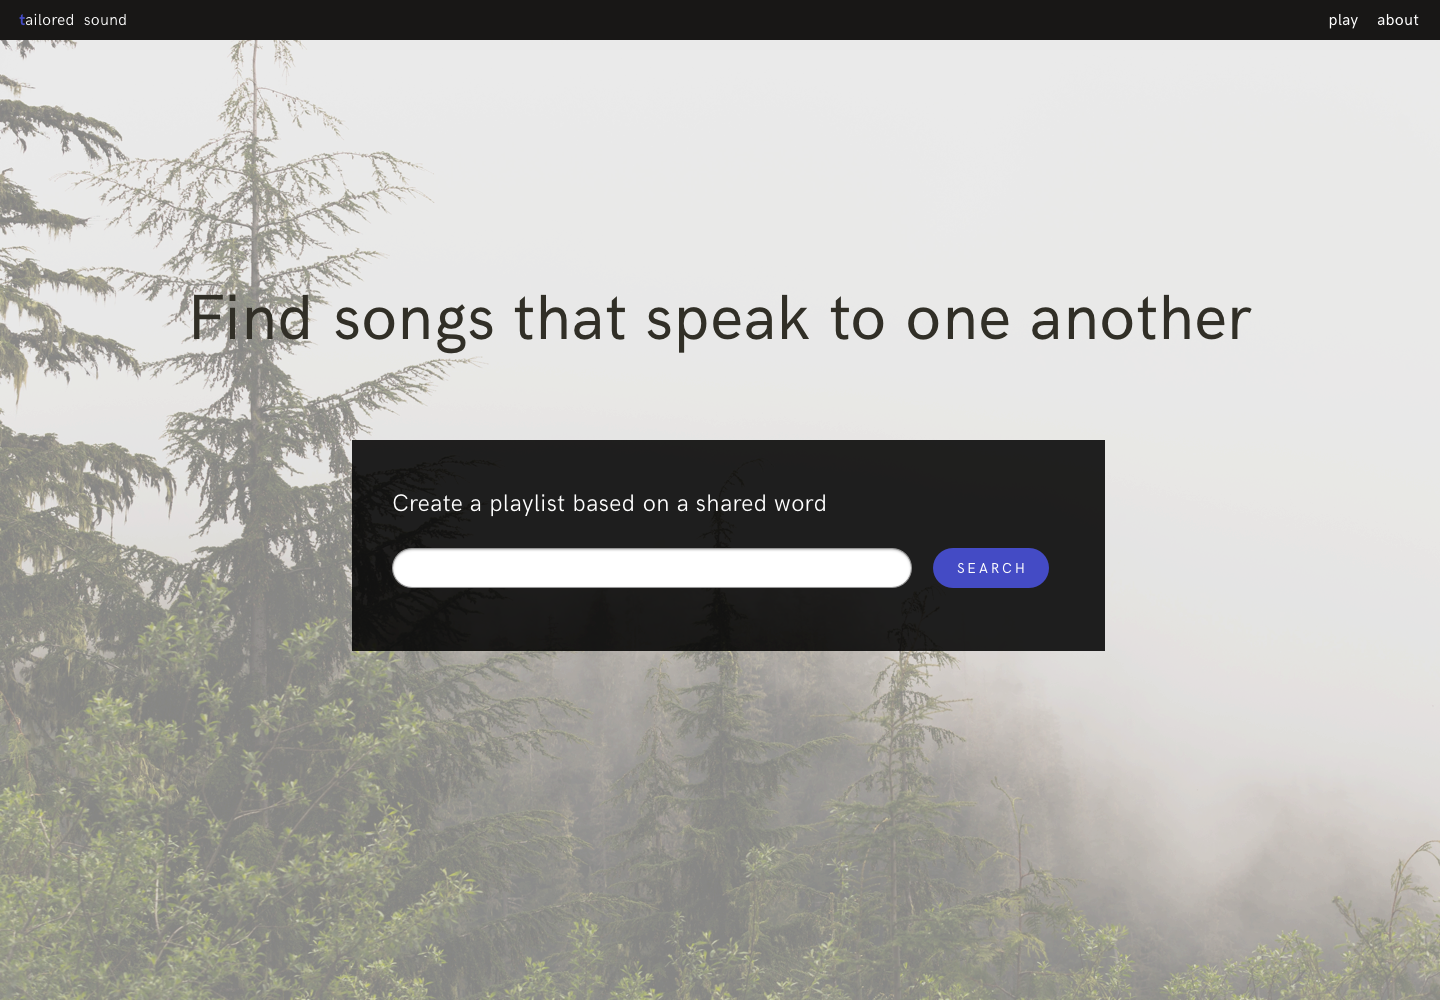 tailored sound
play about
Find songs that speak to one another
Create a playlist based on a shared word
SEARCH